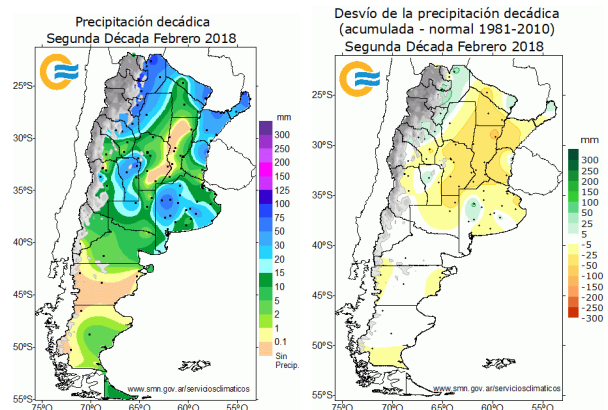 Precipitación decádica
Segunda Década Febrero 2018
25°S
30°S
35°S
40°S
45°S
50°S
55°S
75°O
70°O
65°O
60°O
55°O
mm
300
250
200
150
125
100
75
50
30
20
15
10
5
2
1
0.1
Sin
Precip.
www.smn.gov.ar/serviciosclimaticos
Desvío de la precipitación decádica
(acumulada - normal 1981-2010)
Segunda Década Febrero 2018
25°S
30°S
35°S
40°S
45°S
50°S
55°S
75°O
70°O
65°O
60°O
55°O
mm
300
250
200
150
100
50
25
5
-5
-25
-50
-100
-150
-200
-250
-300
www.smn.gov.ar/serviciosclimaticos